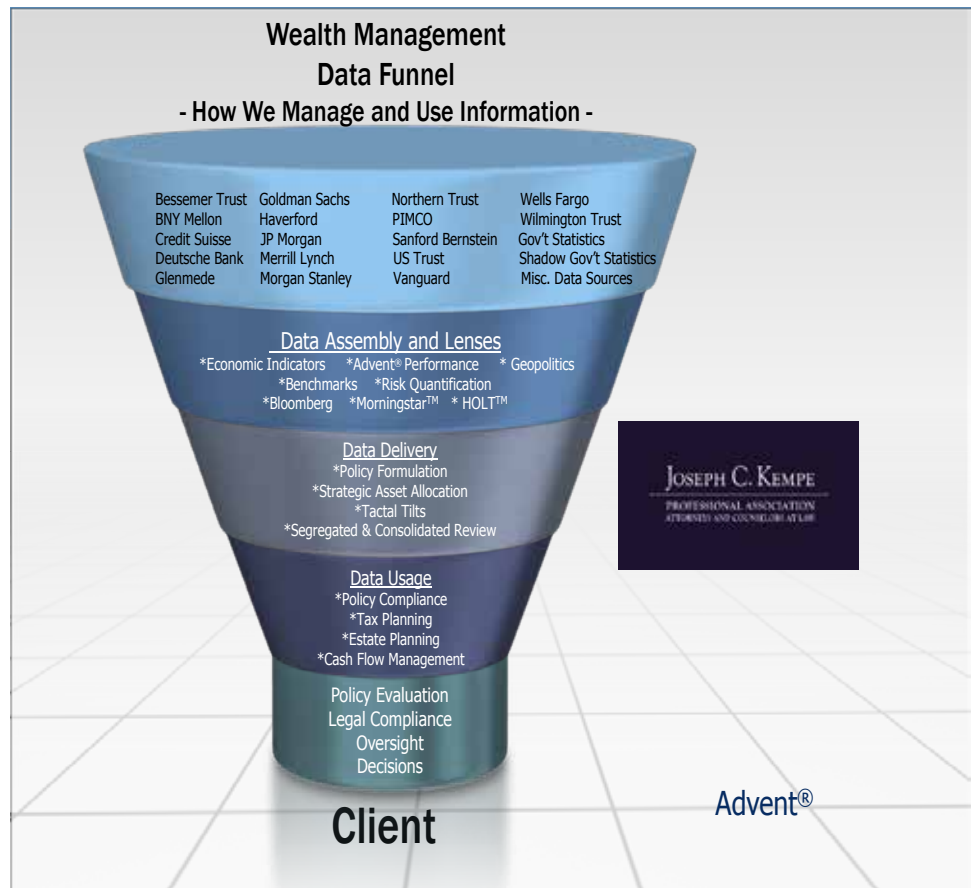 Wealth Management
Data Funnel
- How We Manage and Use Information -
Bessemer Trust Goldman Sachs Northern Trust Wells Fargo
BNY Mellon Haverford PIMCO Wilmington Trust
Credit Suisse JP Morgan Sanford Bernstein Gov't Statistics
Deutsche Bank Merrill Lynch US Trust Shadow Gov't Statistics
Glenmede Morgan Stanley Vanguard Misc. Data Sources
Data Assembly and Lenses
*Economic Indicators *Advent® Performance * Geopolitics
*Benchmarks *Risk Quantification
*Bloomberg *Morningstar™ * HOLT™
Data Delivery
*Policy Formulation
*Strategic Asset Allocation
*Tactal Tilts
*Segregated & Consolidated Review
JOSEPH C. KEMPE
PROFESSIONAL ASSOCIATION
ATTORNEYS AND COUNSELORS AT LAW
Data Usage
*Policy Compliance
*Tax Planning
*Estate Planning
*Cash Flow Management
Policy Evaluation
Legal Compliance
Oversight
Decisions
Client
Advent®